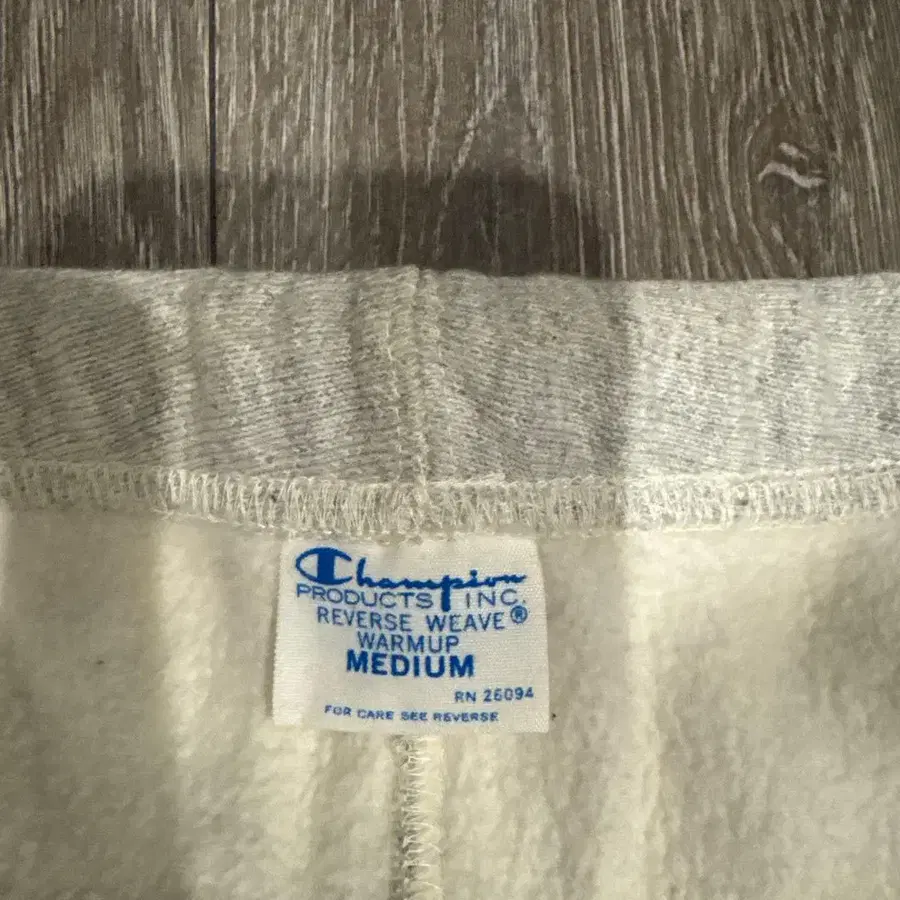 Champion
PRODUCTS INC.
REVERSE WEAVE®
WARMUP
MEDIUM
RN 26094
FOR CARE SEE REVERSE